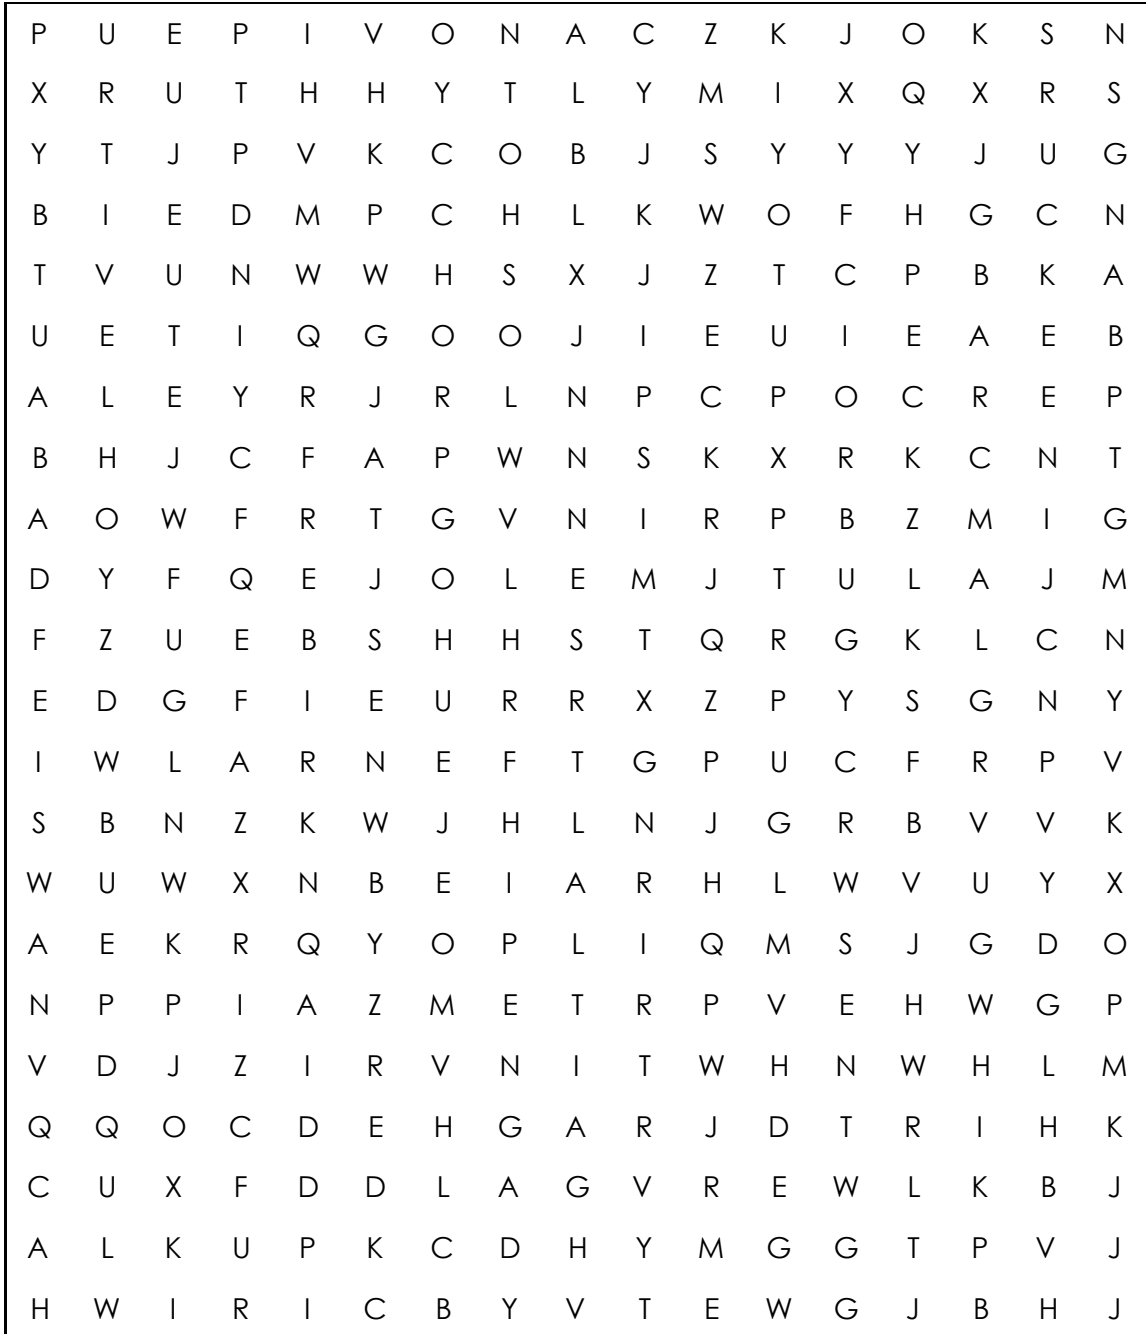 P U E P I V O N A C Z K J O K S N
X R U T H H Y T L Y M I X Q X R S
Y T J P V K C O B J S Y Y Y J U G
B I E D M P C H L K W O F H G C N
T V U N W W H S X J Z T C P B K A
U E T I Q G O O J I E U I E A E B
A L E Y R J R L N P C P O C R E P
B H J C F A P W N S K X R K C N T
A O W F R T G V N I R P B Z M I G
D Y F Q E J O L E M J T U L A J M
F Z U E B S H H S T Q R G K L C N
E D G F I E U R R X Z P Y S G N Y
I W L A R N E F T G P U C F R P V
S B N Z K W J H L N J G R B V V K
W U W X N B E I A R H L W V U Y X
A E K R Q Y O P L I Q M S J G D O
N P P I A Z M E T R P V E H W G P
V D J Z I R V N I T W H N W H L M
Q Q O C D E H G A R J D T R I H K
C U X F D D L A G V R E W L K B J
A L K U P K C D H Y M G G T P V J
H W I R I C B Y V T E W G J B H J